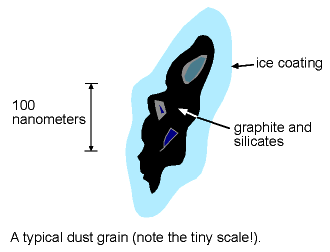 ice coating
100
nanometers
graphite and
silicates
A typical dust grain (note the tiny scale!).